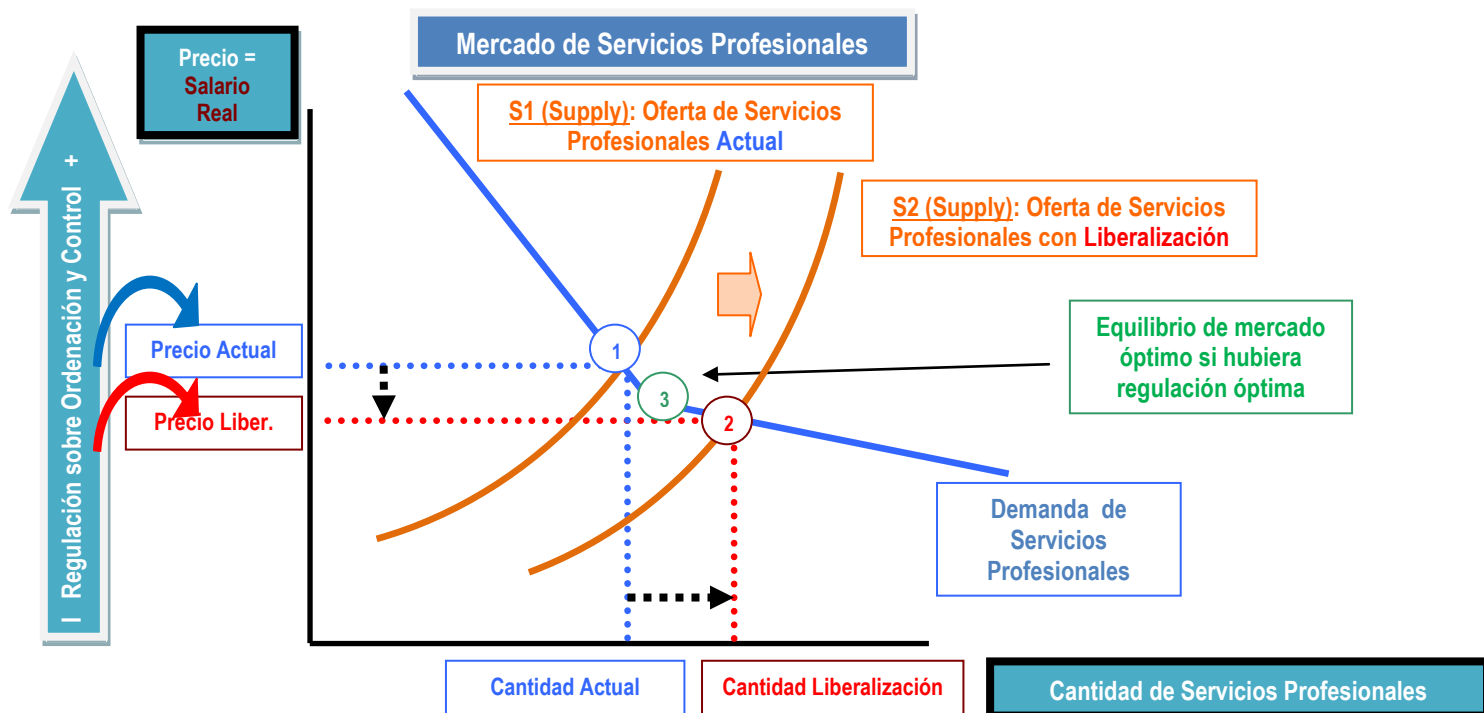 Mercado de Servicios Profesionales
Precio =
Salario
Real
S1 (Supply): Oferta de Servicios
Profesionales Actual
S2 (Supply): Oferta de Servicios
Profesionales con Liberalización
I Regulación sobre Ordenación y Control +
Precio Actual
Precio Liber.
1
3
2
Equilibrio de mercado
óptimo si hubiera
regulación óptima
Demanda de
Servicios
Profesionales
Cantidad Actual
Cantidad Liberalización
Cantidad de Servicios Profesionales